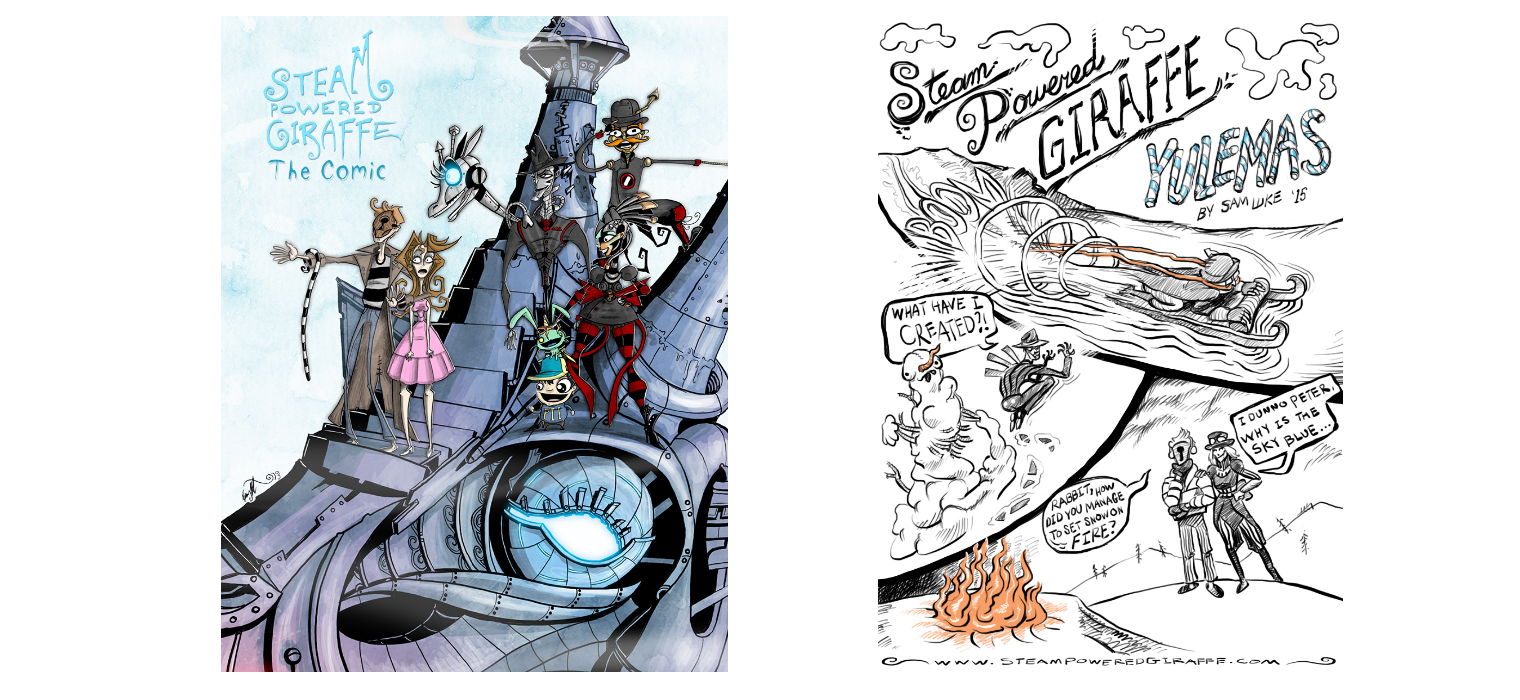 STEAM
POWERED
GIRAFFE
The Comic
Steam
Powered
GIRAFFE
YULEMAS
BY SAM LUKE '15
WHAT HAVE I
CREATED?!
I DUNNO PETER,
WHY IS THE
SKY BLUE...
RABBIT, HOW
DID YOU MANAGE
TO SET SNOW ON
FIRE?
WWW.STEAMPOWEREDGIRAFFE.COM